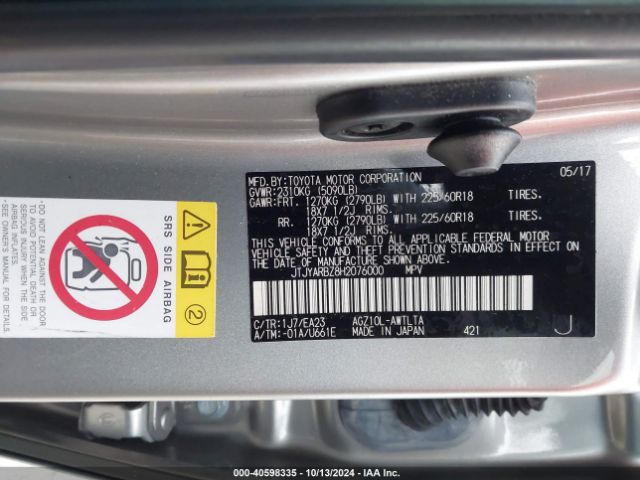 MFD.BY:TOYOTA MOTOR CORPORATION 05/17
GVWR:2310KG (5090LB)
GAWR:FRT. 1270KG (2790LB) WITH 225/60R18 TIRES.
18X7 1/2J RIMS.
RR. 1270KG (2790LB) WITH 225/60R18 TIRES.
18X7 1/2J RIMS.
THIS VEHICLE CONFORMS TO ALL APPLICABLE FEDERAL MOTOR
VEHICLE SAFETY AND THEFT PREVENTION STANDARDS IN EFFECT
ON THE DATE OF MANUFACTURE SHOWN ABOVE.
JTJYARBZ8H2076000 MPV
C/TR:1J7/EA23 AGZ10L-AWTLTA
A/TM:-01A/U661E MADE IN JAPAN 421 J
SRS SIDE AIRBAG
2
•DO NOT LEAN AGAINST THE DOOR
TO AVOID POTENTIAL DEATH OR
SERIOUS INJURY WHEN SIDE
AIRBAG INFLATES.
•SEE OWNER'S MANUAL FOR MORE
0 - 40598335 - 10/13/2024 - IAA Inc.